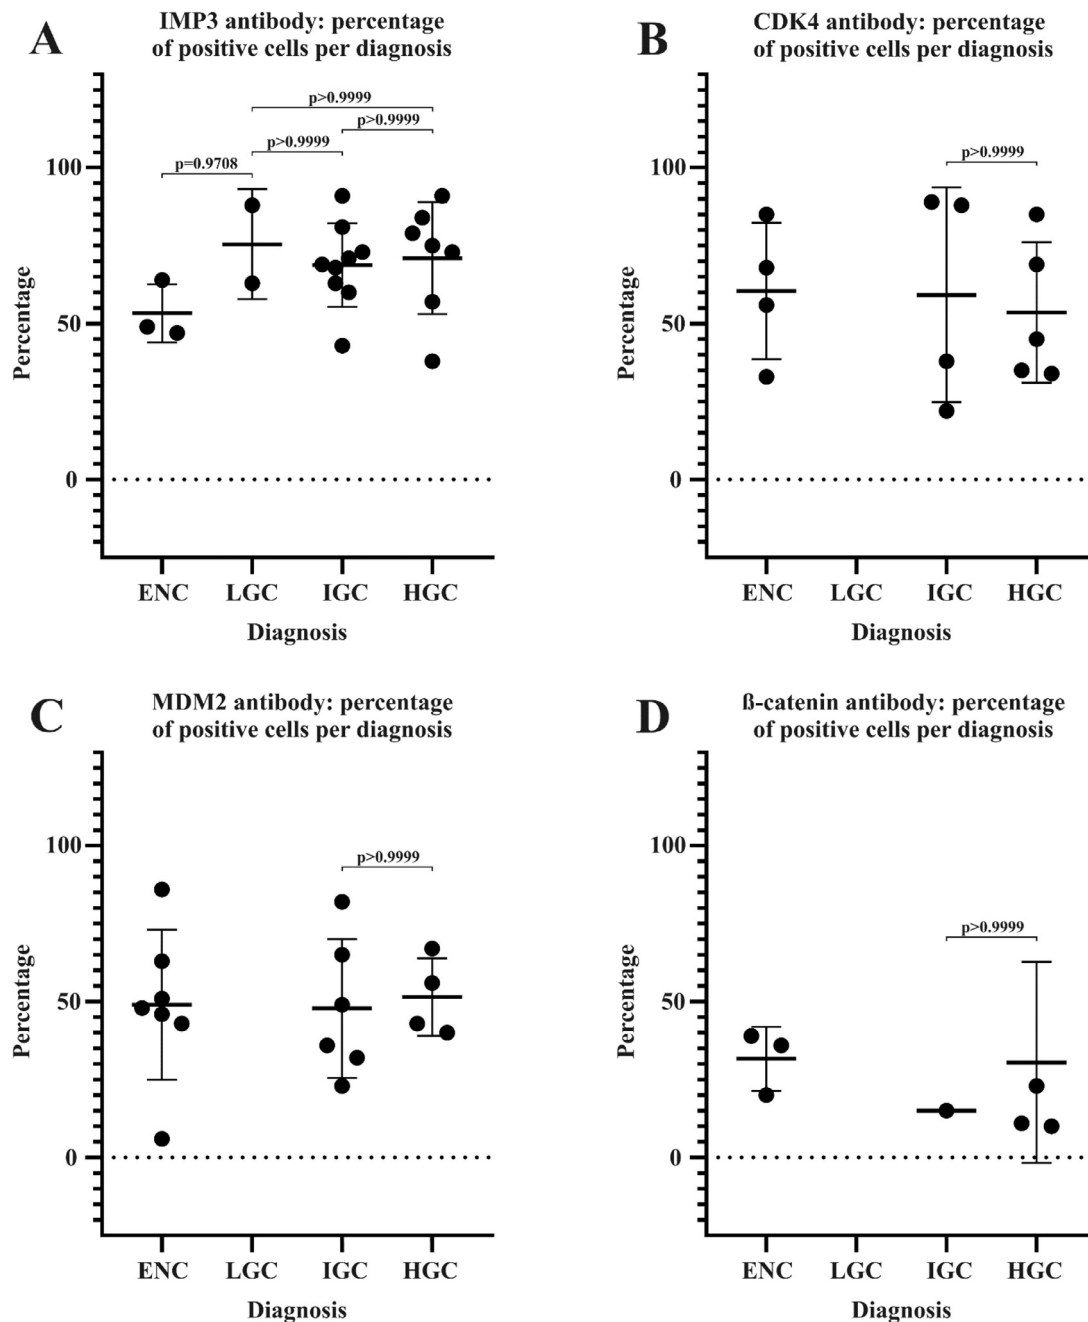 A
IMP3 antibody: percentage
of positive cells per diagnosis
p>0.9999
p>0.9999
p>0.9999
p=0.9708
100
50
0
Percentage
ENC LGC IGC HGC
Diagnosis
B
CDK4 antibody: percentage
of positive cells per diagnosis
p>0.9999
100
50
0
Percentage
ENC LGC IGC HGC
Diagnosis
C
MDM2 antibody: percentage
of positive cells per diagnosis
p>0.9999
100
50
0
Percentage
ENC LGC IGC HGC
Diagnosis
D
ß-catenin antibody: percentage
of positive cells per diagnosis
p>0.9999
100
50
0
Percentage
ENC LGC IGC HGC
Diagnosis